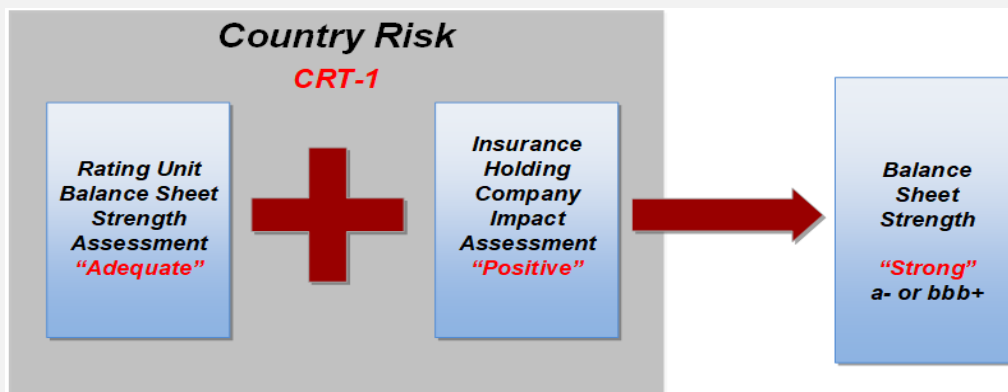 Country Risk
CRT-1
Rating Unit
Balance Sheet
Strength
Assessment
“Adequate”
Insurance
Holding
Company
Impact
Assessment
“Positive”
Balance
Sheet
Strength
“Strong”
a- or bbb+